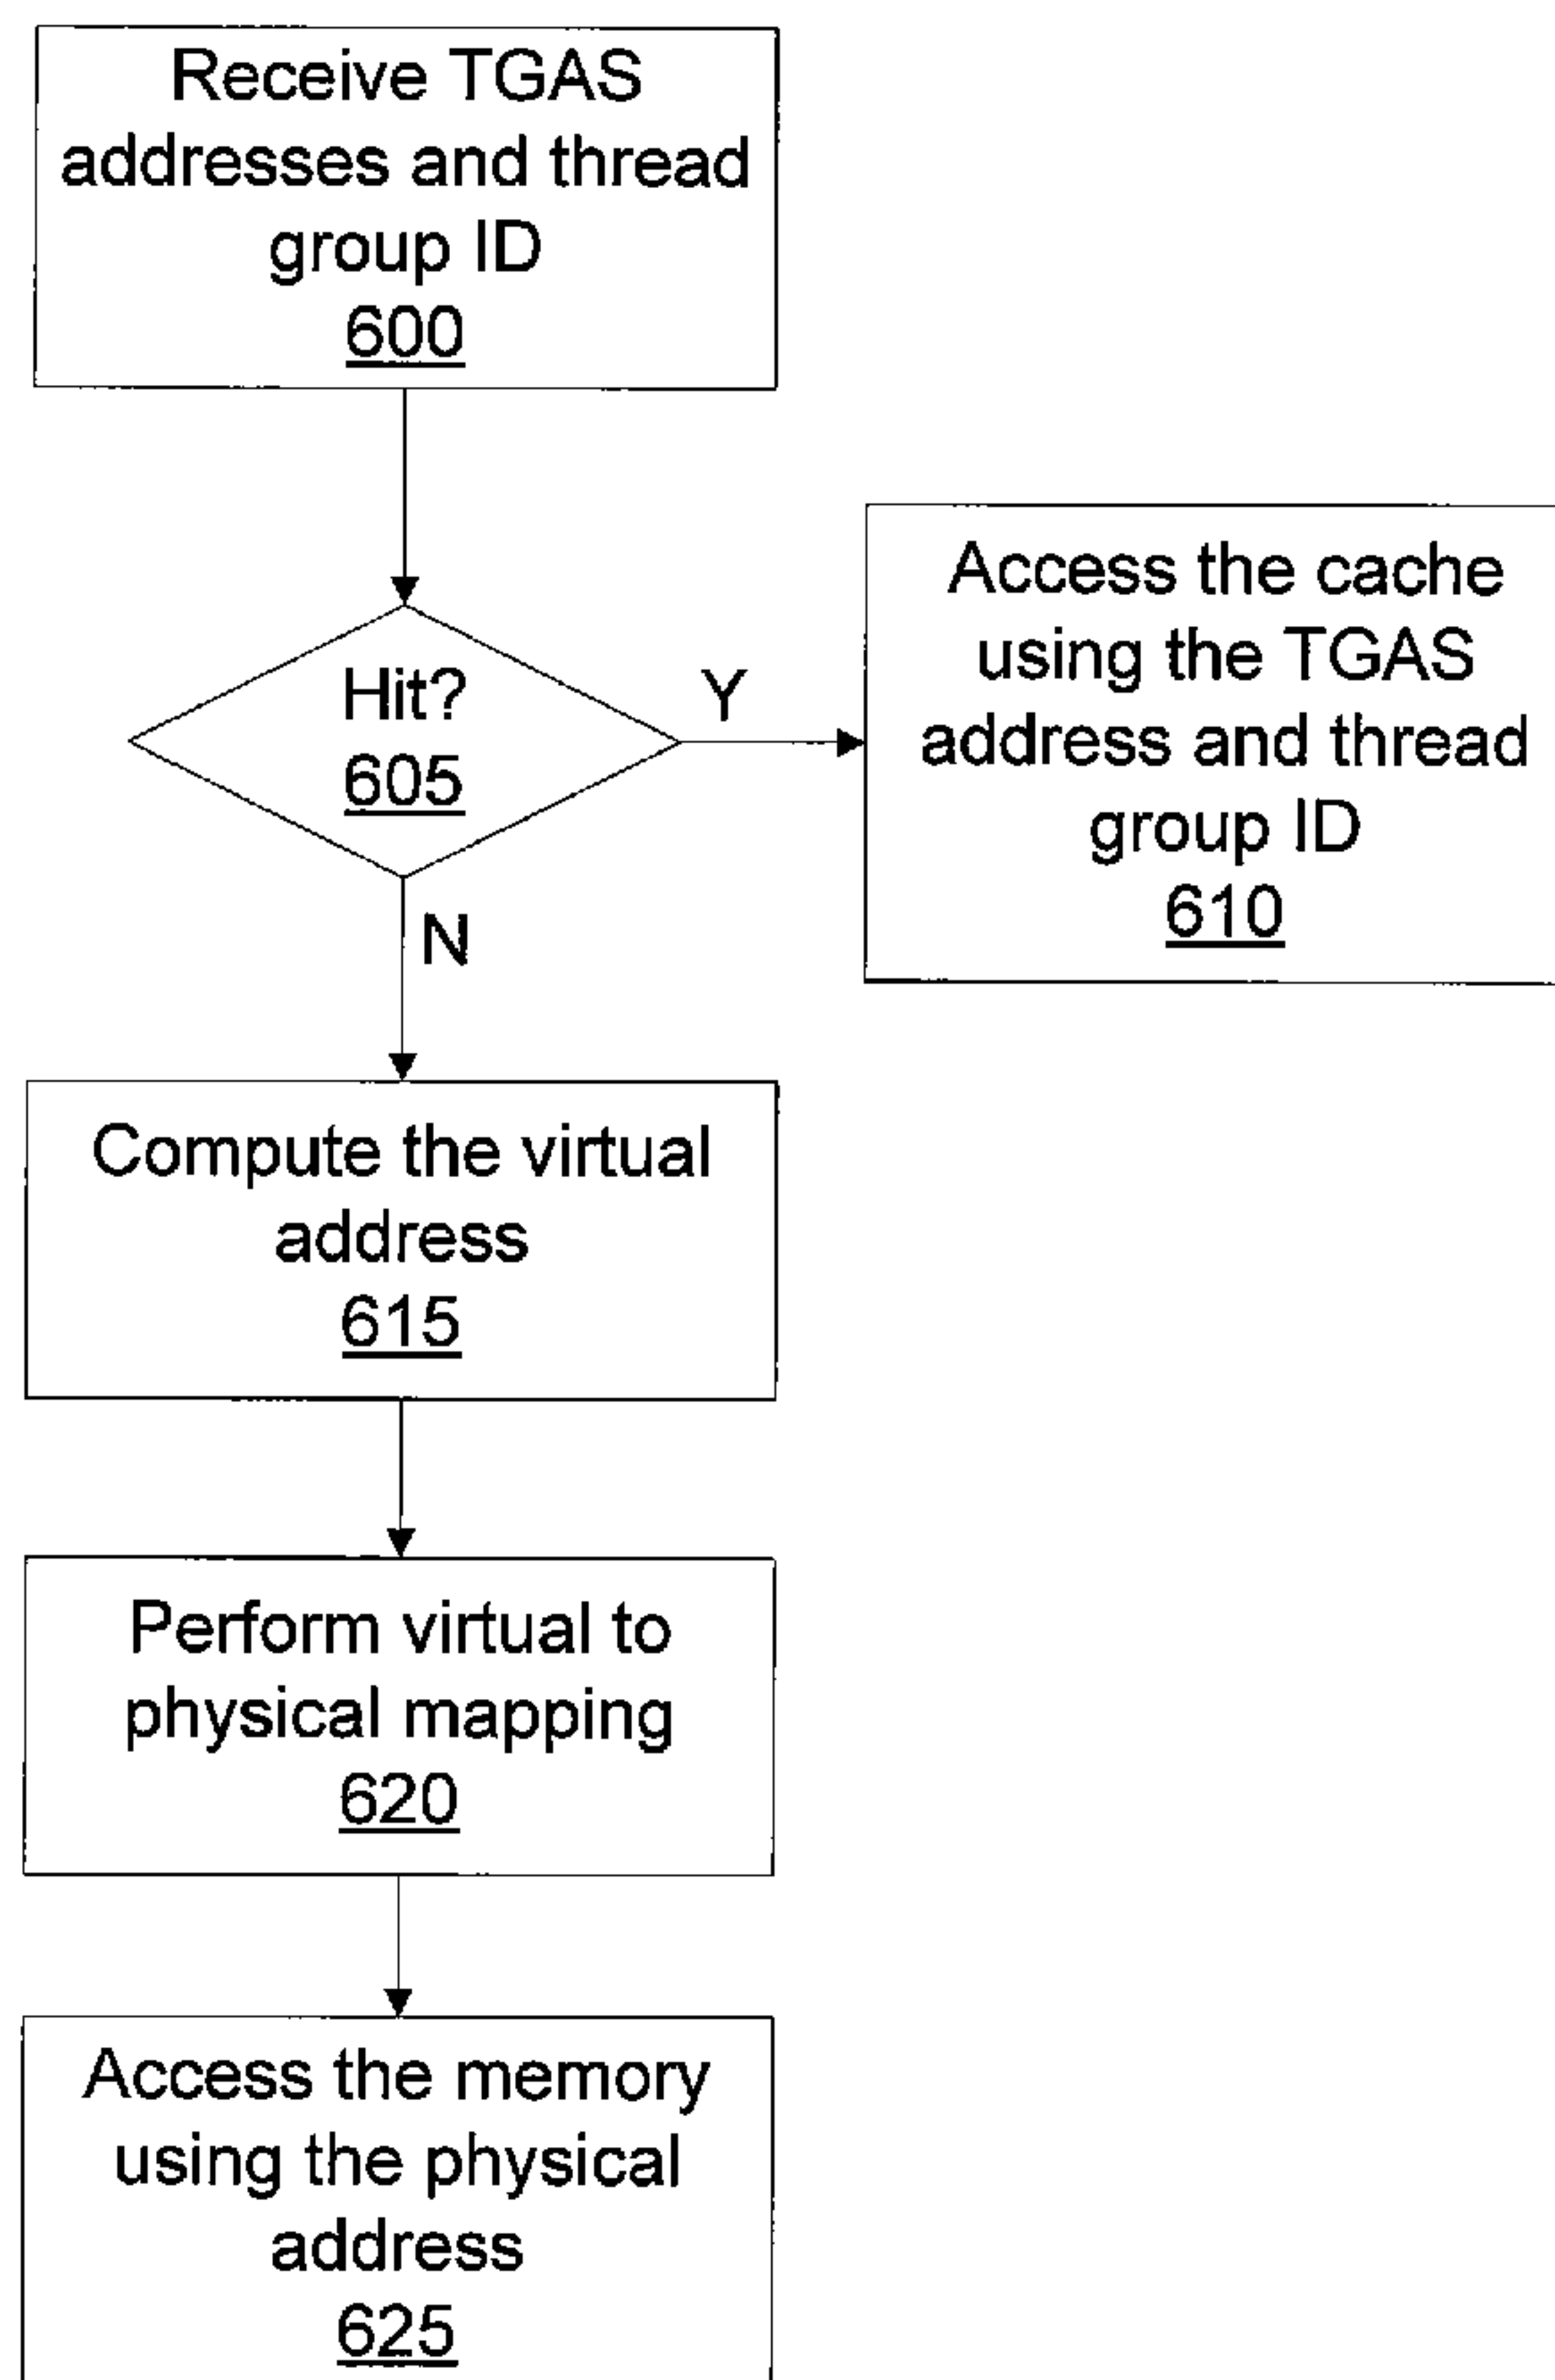 Receive TGAS
addresses and thread
group ID
600
Hit?
605
Y
Access the cache
using the TGAS
address and thread
group ID
610
N
Compute the virtual
address
615
Perform virtual to
physical mapping
620
Access the memory
using the physical
address
625